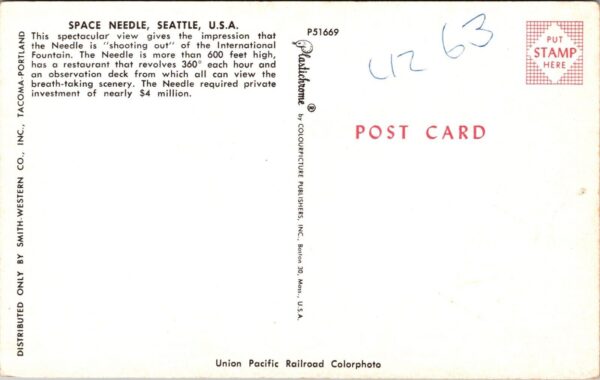 SPACE NEEDLE, SEATTLE, U.S.A.
This spectacular view gives the impression that
the Needle is "shooting out" of the International
Fountain. The Needle is more than 600 feet high,
has a restaurant that revolves 360° each hour and
an observation deck from which all can view the
breath-taking scenery. The Needle required private
investment of nearly $4 million.
DISTRIBUTED ONLY BY SMITH-WESTERN CO., INC., TACOMA-PORTLAND
P51669
Plastichrome ® by COLOURPICTURE PUBLISHERS, INC., Boston 30, Mass., U.S.A.
63
PUT
STAMP
HERE
POST CARD
Union Pacific Railroad Colorphoto